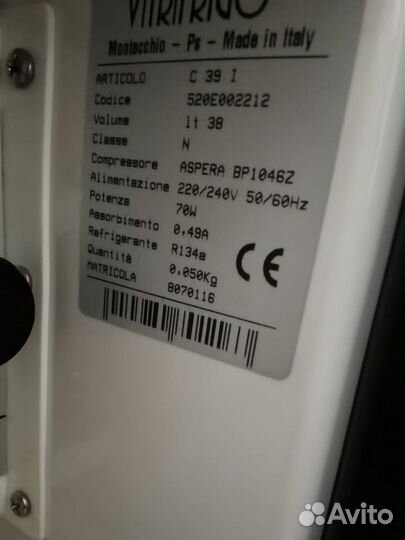 VITRIFRIGO
Montecchio - Ps - Made in Italy
ARTICOLO C 39 I
Codice 520E002212
Volume lt 38
Classe N
Compressore ASPERA BP1046Z
Alimentazione 220/240V 50/60Hz
Potenza 70W
Assorbimento 0,49A
Refrigerante R134a
Quantità 0,050Kg
MATRICOLA 8070116
CE
Avito